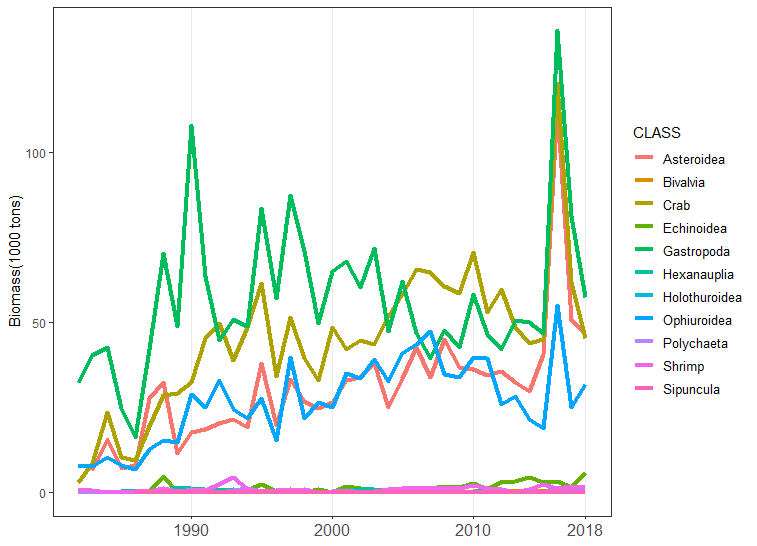 Biomass(1000 tons)
100
50
0
1990
2000
2010
2018
CLASS
Asteroidea
Bivalvia
Crab
Echinoidea
Gastropoda
Hexanauplia
Holothuroidea
Ophiuroidea
Polychaeta
Shrimp
Sipuncula